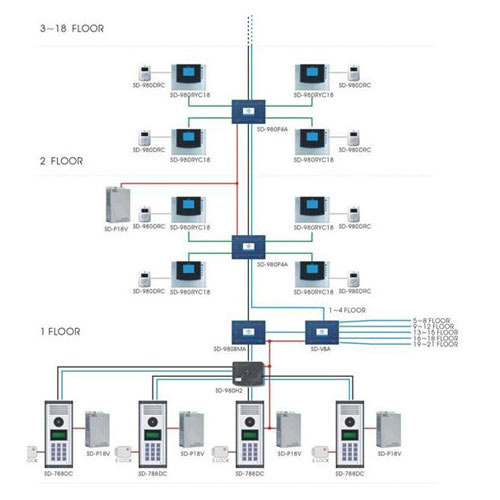 3~18 FLOOR
SD-980DRC SD-980RYC18 SD-980RYC18 SD-980DRC
SD-980P4A
SD-980DRC SD-980RYC18 SD-980RYC18 SD-980DRC
2 FLOOR
SD-P18V
SD-980DRC SD-980RYC18 SD-980RYC18 SD-980DRC
SD-980P4A
SD-980DRC SD-980RYC18 SD-980RYC18 SD-980DRC
1~4 FLOOR
5~8 FLOOR
9~12 FLOOR
13~15 FLOOR
16~18 FLOOR
19~21 FLOOR
1 FLOOR
SD-980BMA SD-V8A
SD-980H2
SD-P18V SD-P18V SD-P18V SD-P18V
E-LOCK E-LOCK E-LOCK E-LOCK
SD-788DC SD-788DC SD-788DC SD-788DC